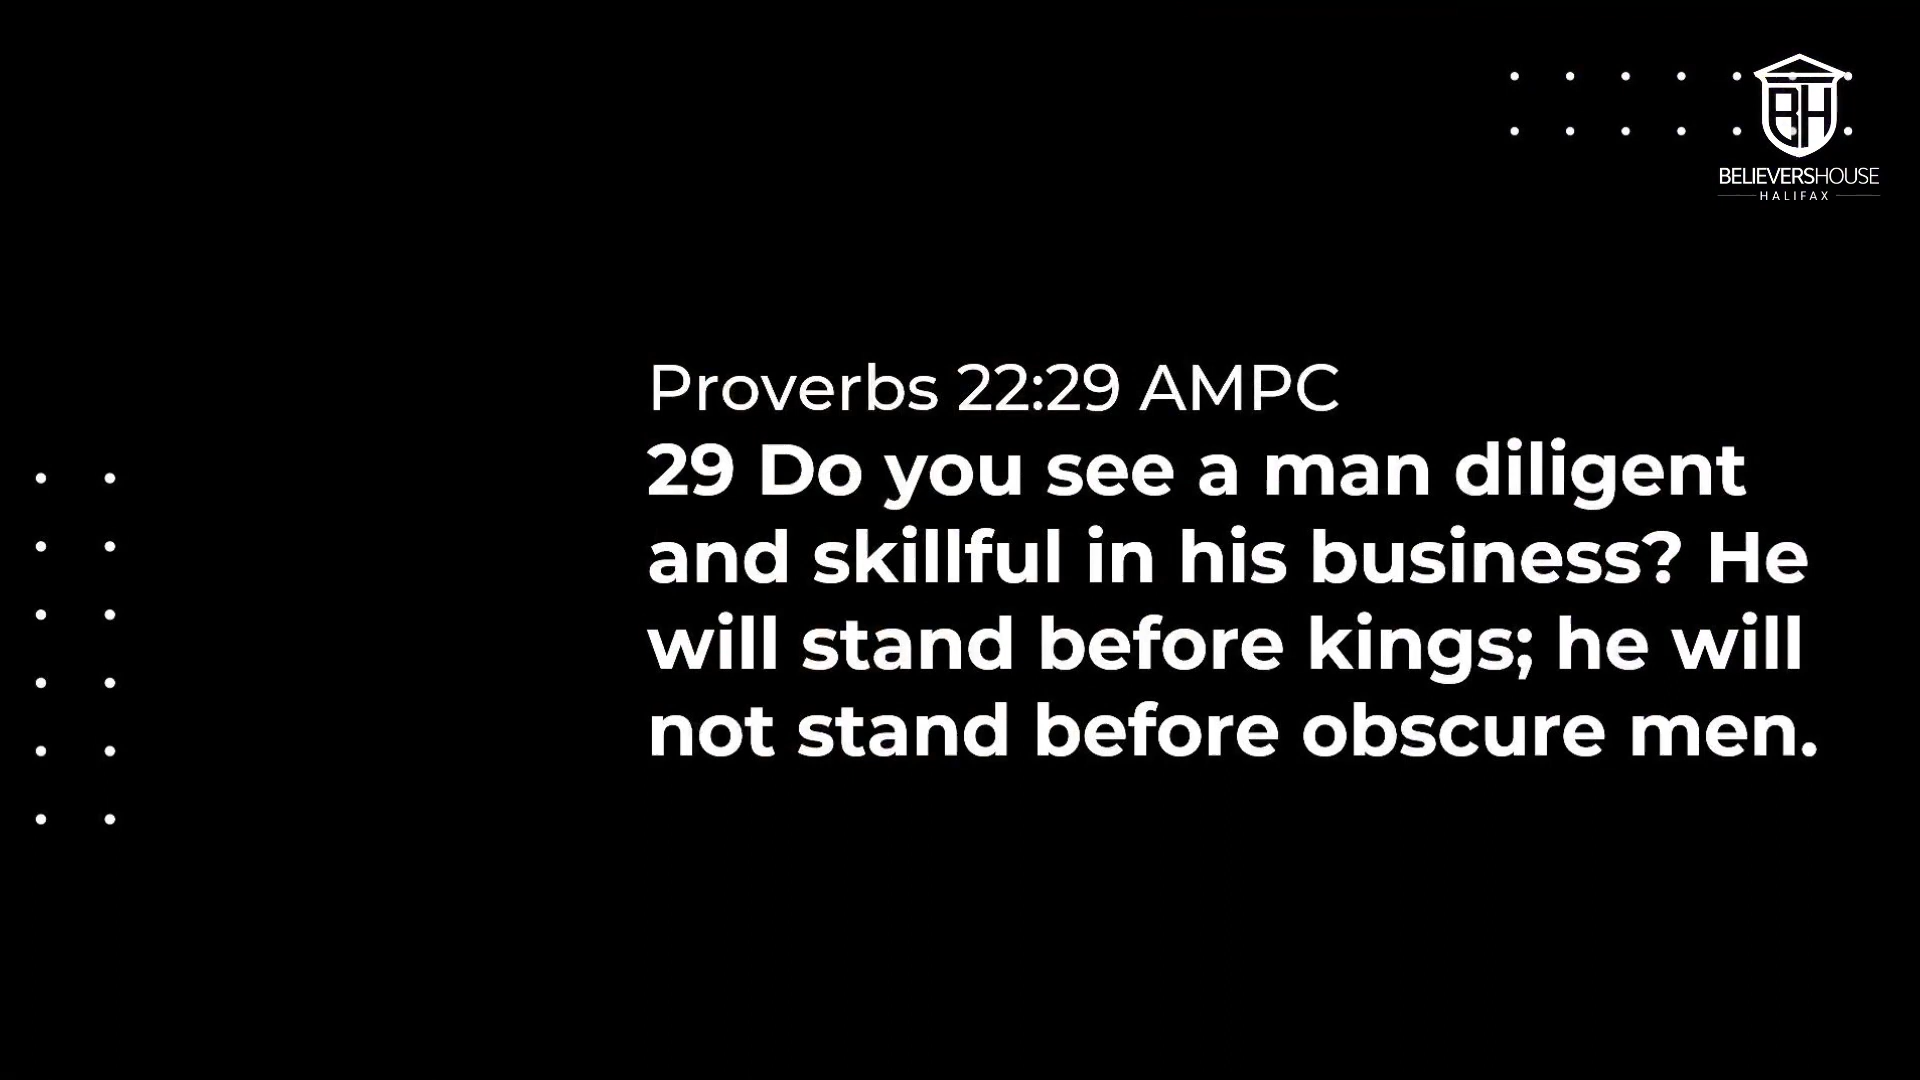 BH
BELIEVERSHOUSE
HALIFAX
Proverbs 22:29 AMPC
29 Do you see a man diligent
and skillful in his business? He
will stand before kings; he will
not stand before obscure men.